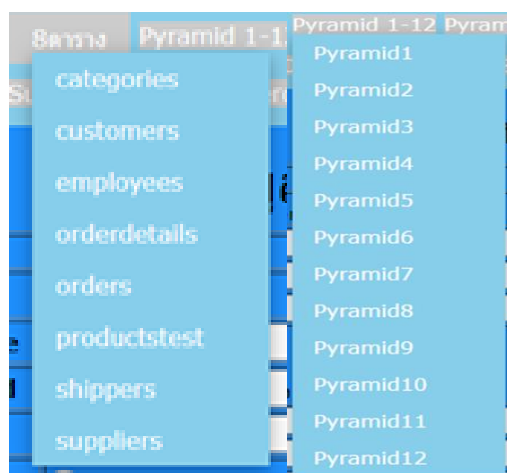 8ตาราง
Pyramid 1-1
categories
customers
employees
orderdetails
orders
productstest
shippers
suppliers
Pyramid 1-12 Pyram
Pyramid1
Pyramid2
Pyramid3
Pyramid4
Pyramid5
Pyramid6
Pyramid7
Pyramid8
Pyramid9
Pyramid10
Pyramid11
Pyramid12